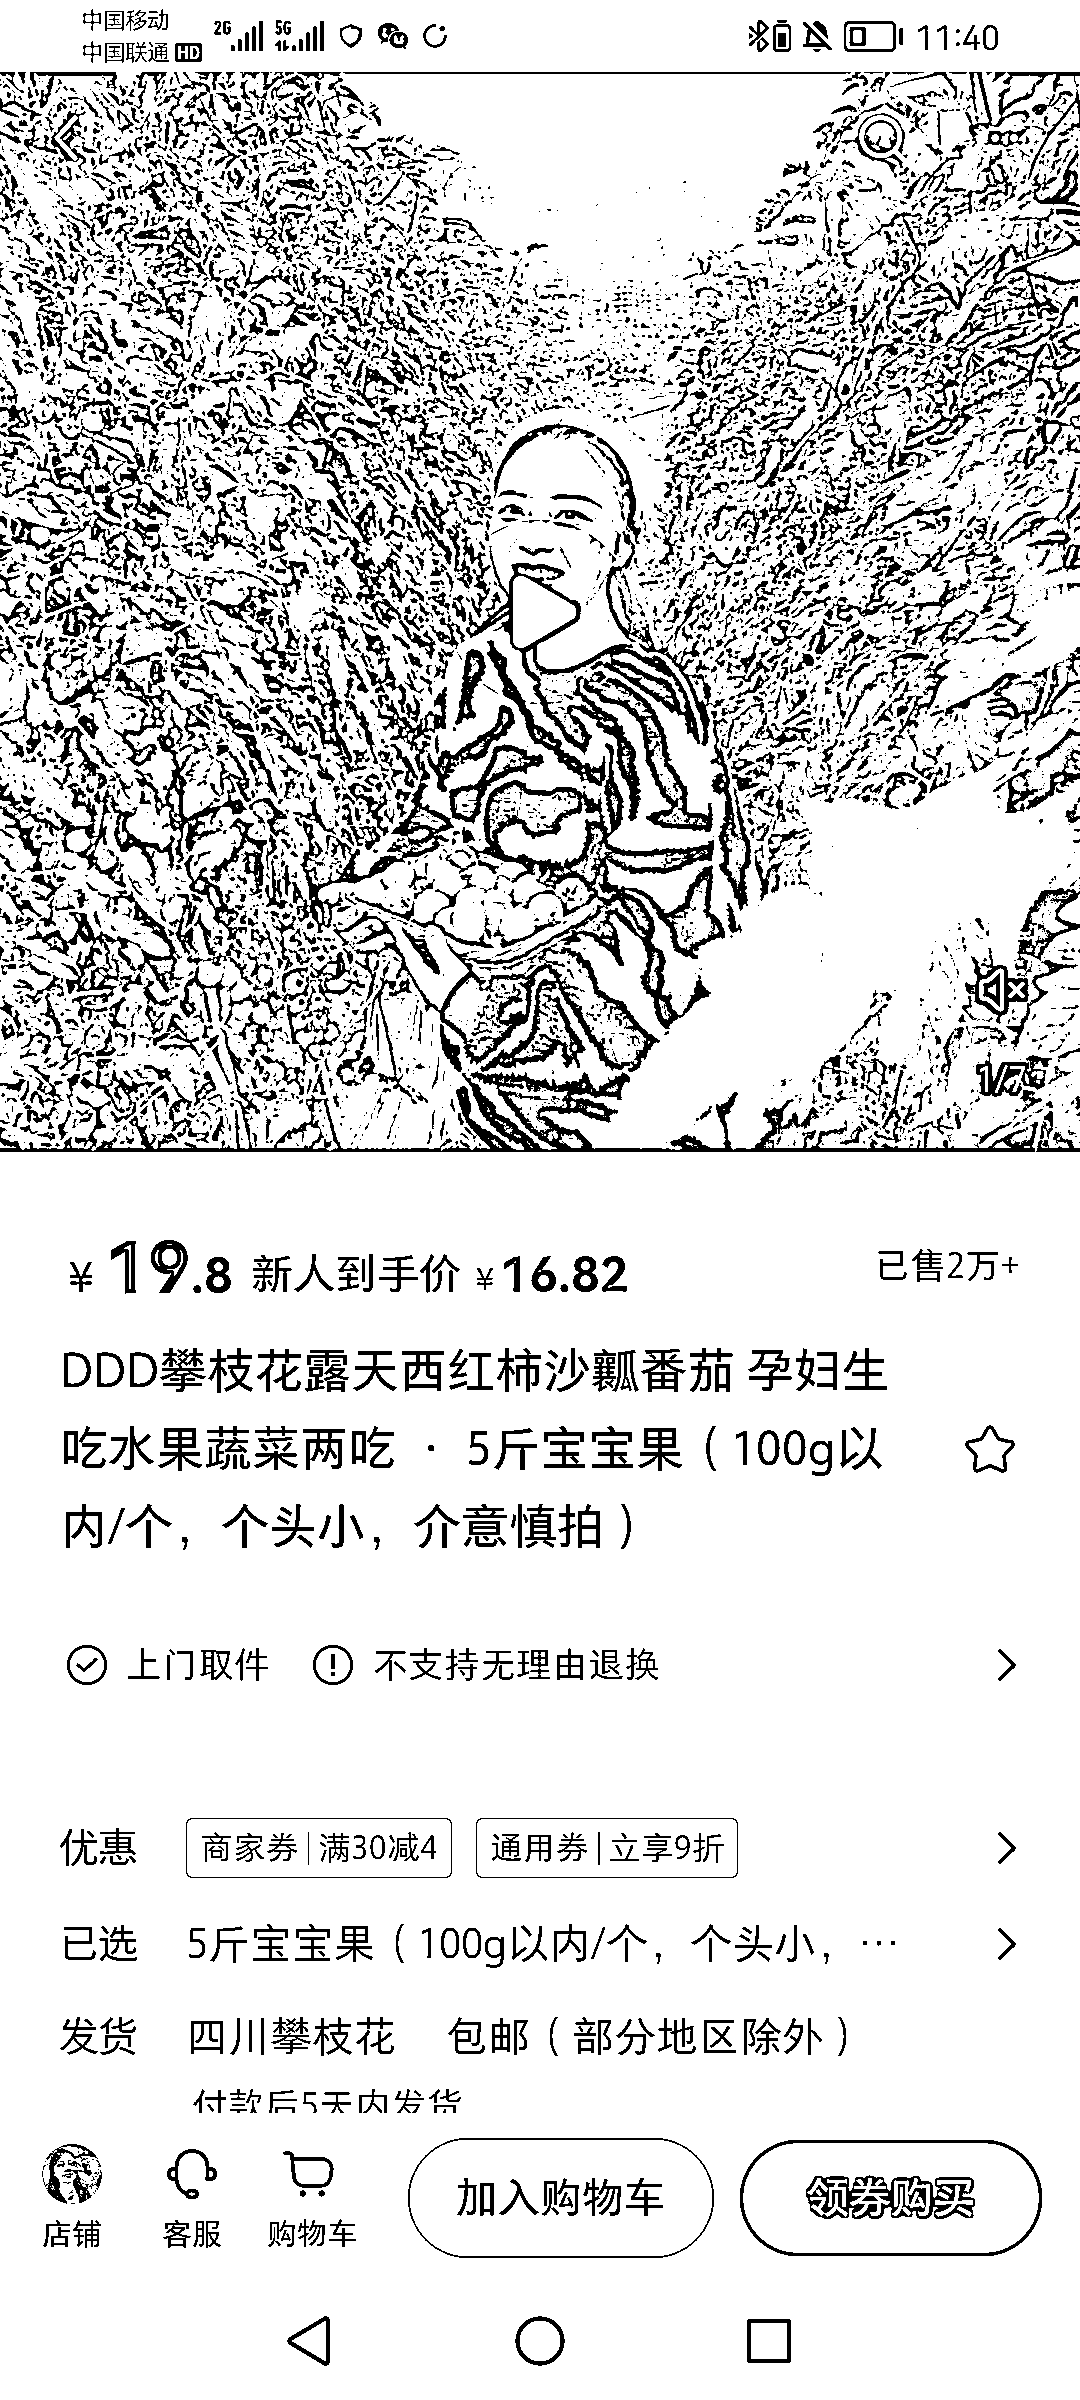 中国移动
中国联通 HD
2G 5G
11:40
¥19.8 新人到手价 ¥16.82 已售2万+
DDD攀枝花露天西红柿沙瓤番茄 孕妇生
吃水果蔬菜两吃 · 5斤宝宝果（100g以
内/个，个头小，介意慎拍）
上门取件 不支持无理由退换
优惠 商家券|满30减4 通用券|立享9折
已选 5斤宝宝果（100g以内/个，个头小，…
发货 四川攀枝花 包邮（部分地区除外）
付款后5天内发货
店铺 客服 购物车 加入购物车 领券购买